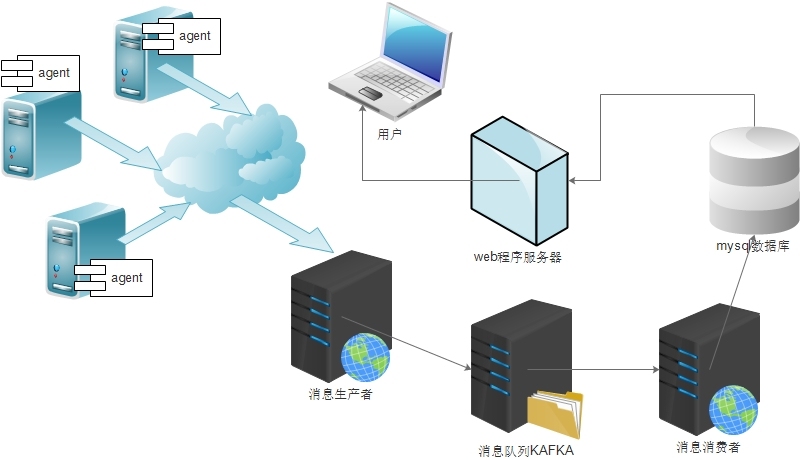 agent
agent
agent
用户
web程序服务器
mysql数据库
消息生产者
消息队列KAFKA
消息消费者